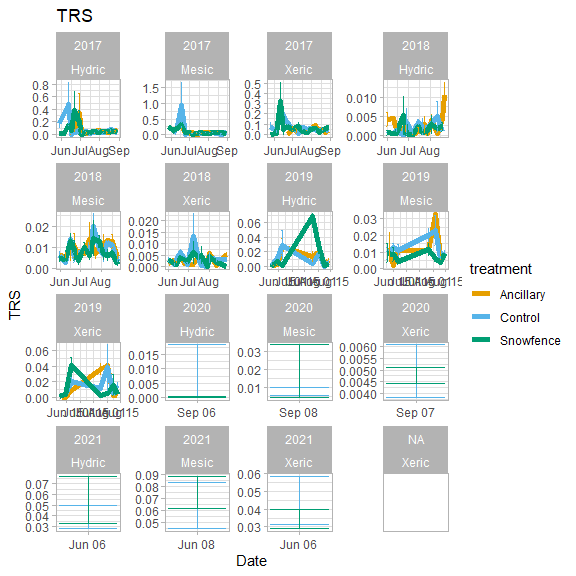 TRS
2017 2017 2017 2018
Hydric Mesic Xeric Hydric
0.8 0.6 0.4 0.2 0.0
1.5 1.0 0.5 0.0
0.5 0.4 0.3 0.2 0.1 0.0
0.010 0.005 0.000
Jun Jul Aug Sep Jun Jul Aug Sep Jun Jul Aug Sep Jun Jul Aug
2018 2018 2019 2019
Mesic Xeric Hydric Mesic
0.02 0.01 0.00
0.020 0.015 0.010 0.005 0.000
0.06 0.04 0.02 0.00
0.03 0.02 0.01 0.00
Jun Jul Aug Jun Jul Aug
TRS
2019 2020 2020 2020
Xeric Hydric Mesic Xeric
0.06 0.04 0.02 0.00
0.015 0.010 0.005 0.000
0.03 0.02 0.01
0.0060 0.0055 0.0050 0.0045 0.0040
Sep 06 Sep 08 Sep 07
2021 2021 2021 NA
Hydric Mesic Xeric Xeric
0.07 0.06 0.05 0.04 0.03
0.09 0.08 0.07 0.06 0.05
0.06 0.05 0.04 0.03
Jun 06 Jun 08 Jun 06
Date
treatment
Ancillary
Control
Snowfence